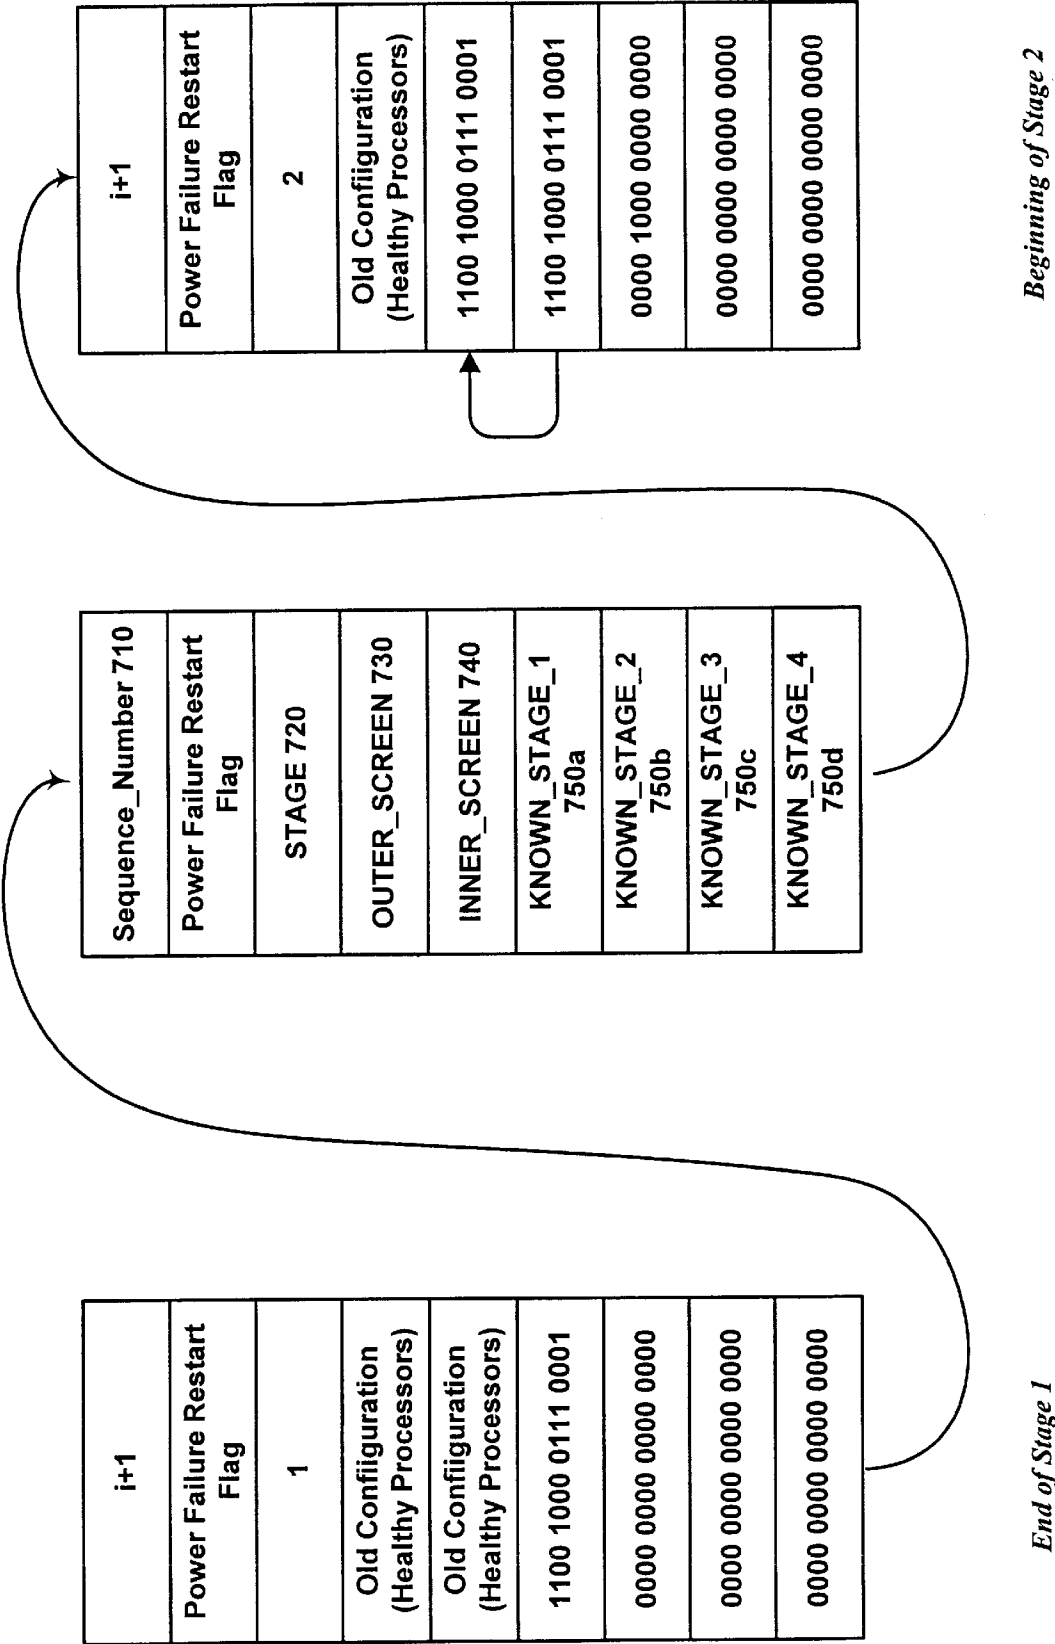 i+1
Power Failure Restart
Flag
1
Old Confiiguration
(Healthy Processors)
Old Confiiguration
(Healthy Processors)
1100 1000 0111 0001
0000 0000 0000 0000
0000 0000 0000 0000
0000 0000 0000 0000
End of Stage 1
Sequence_Number 710
Power Failure Restart
Flag
STAGE 720
OUTER_SCREEN 730
INNER_SCREEN 740
KNOWN_STAGE_1
750a
KNOWN_STAGE_2
750b
KNOWN_STAGE_3
750c
KNOWN_STAGE_4
750d
i+1
Power Failure Restart
Flag
2
Old Confiiguration
(Healthy Processors)
1100 1000 0111 0001
1100 1000 0111 0001
0000 1000 0000 0000
0000 0000 0000 0000
0000 0000 0000 0000
Beginning of Stage 2